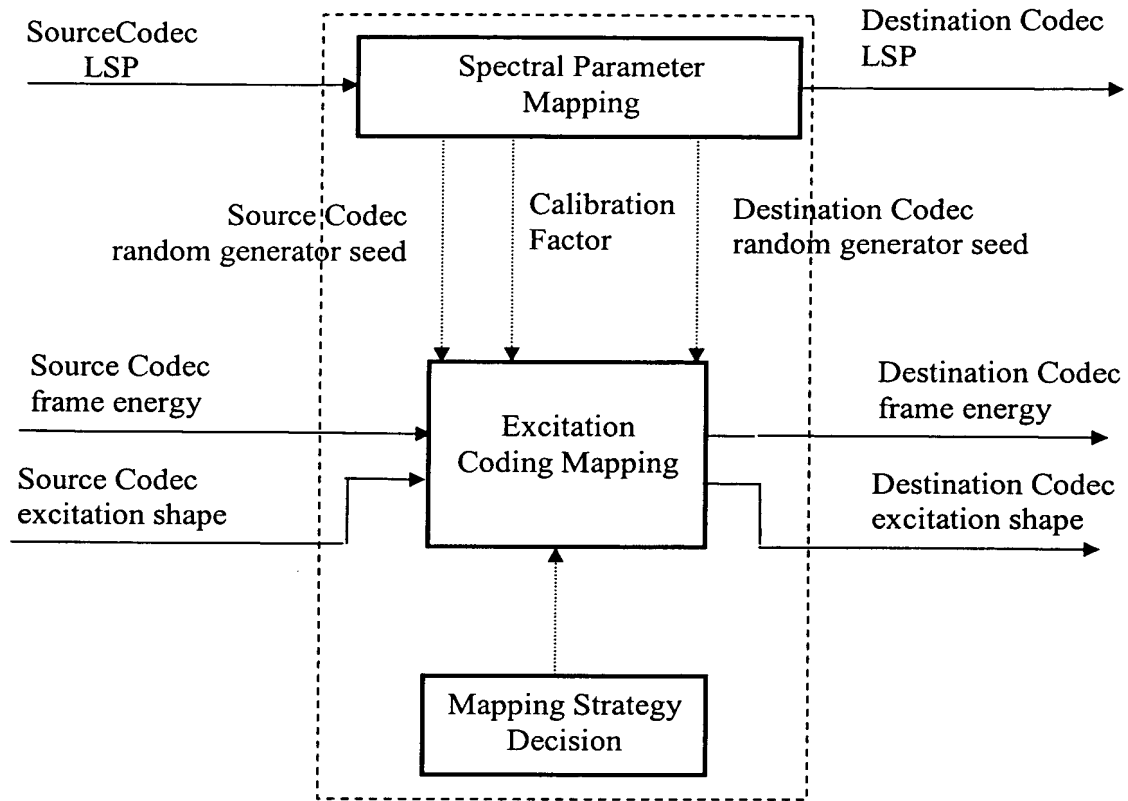 SourceCodec
LSP
Spectral Parameter
Mapping
Destination Codec
LSP
Source Codec
random generator seed
Calibration
Factor
Destination Codec
random generator seed
Source Codec
frame energy
Source Codec
excitation shape
Excitation
Coding Mapping
Destination Codec
frame energy
Destination Codec
excitation shape
Mapping Strategy
Decision